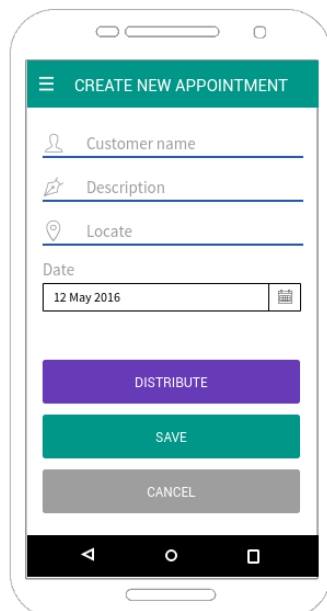 CREATE NEW APPOINTMENT
Customer name
Description
Locate
Date
12 May 2016
DISTRIBUTE
SAVE
CANCEL